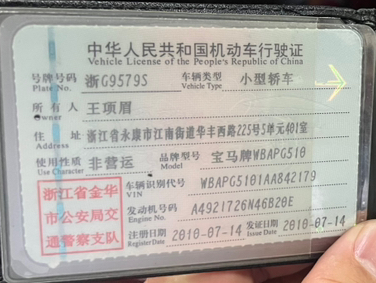 中华人民共和国机动车行驶证
Vehicle License of the People's Republic of China
号牌号码 浙G9579S 车辆类型 小型轿车
Plate No. Vehicle Type
所有人 王项眉
Owner
住址 浙江省永康市江南街道华丰西路225号5单元401室
Address
使用性质 非营运 品牌型号 宝马牌WBAPG510
Use Character Model
浙江省金华市公安局交通警察支队
车辆识别代号 WBAPG5101AA842179
VIN
发动机号码 A4921726N46B20E
Engine No.
注册日期 2010-07-14 发证日期 2010-07-14
Register Date Issue Date